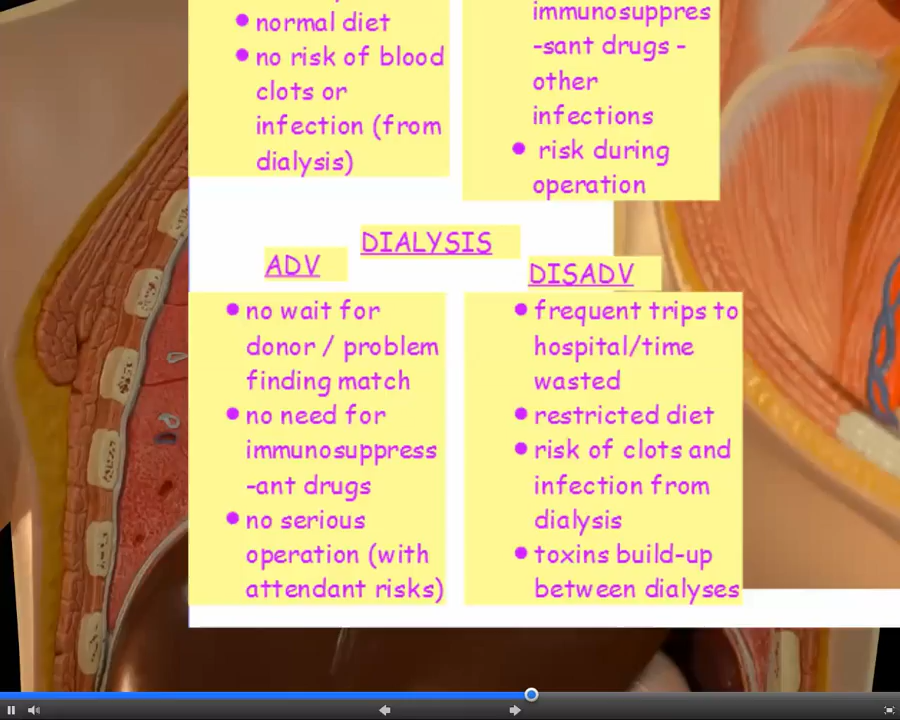 normal diet
no risk of blood
clots or
infection (from
dialysis)
immunosuppres
-sant drugs -
other
infections
risk during
operation
DIALYSIS
ADV
no wait for
donor / problem
finding match
no need for
immunosuppress
-ant drugs
no serious
operation (with
attendant risks)
DISADV
frequent trips to
hospital/time
wasted
restricted diet
risk of clots and
infection from
dialysis
toxins build-up
between dialyses